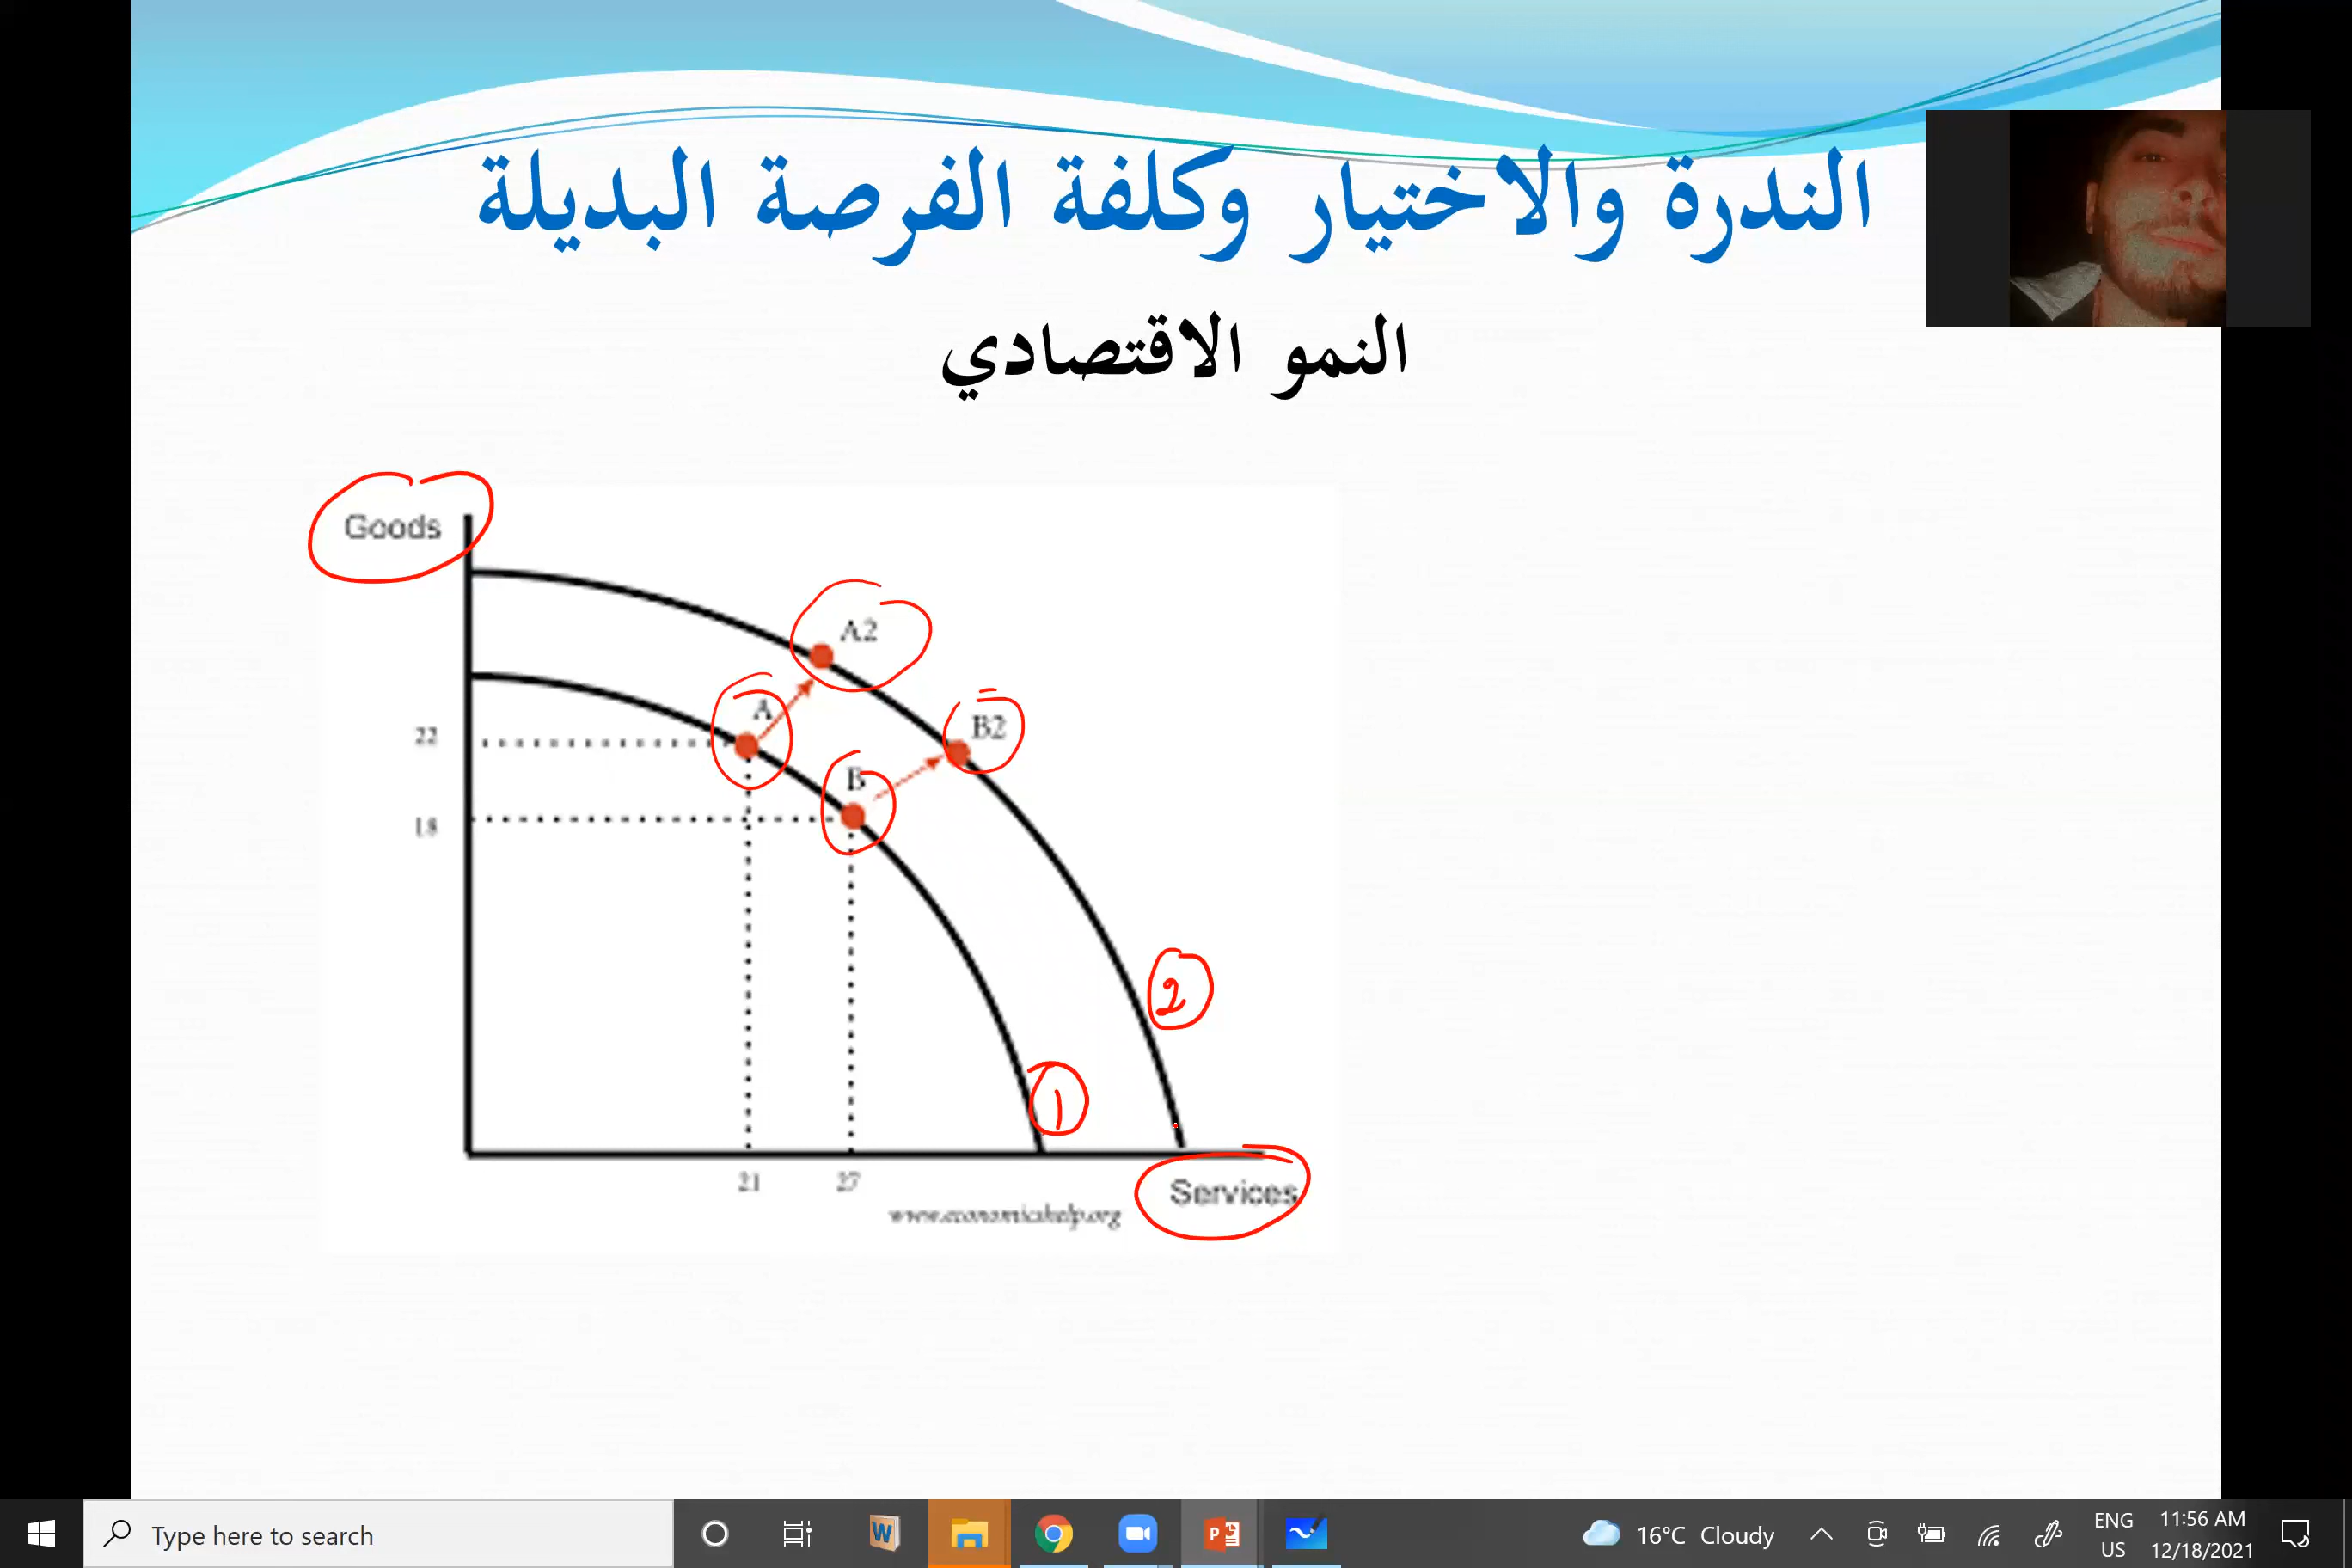 الندرة والاختيار وكلفة الفرصة البديلة
النمو الاقتصادي
Goods
A2
A
B2
B
22
18
2
1
21
27
Services
www.economicshelp.org
Type here to search
16°C Cloudy
ENG
US
11:56 AM
12/18/2021